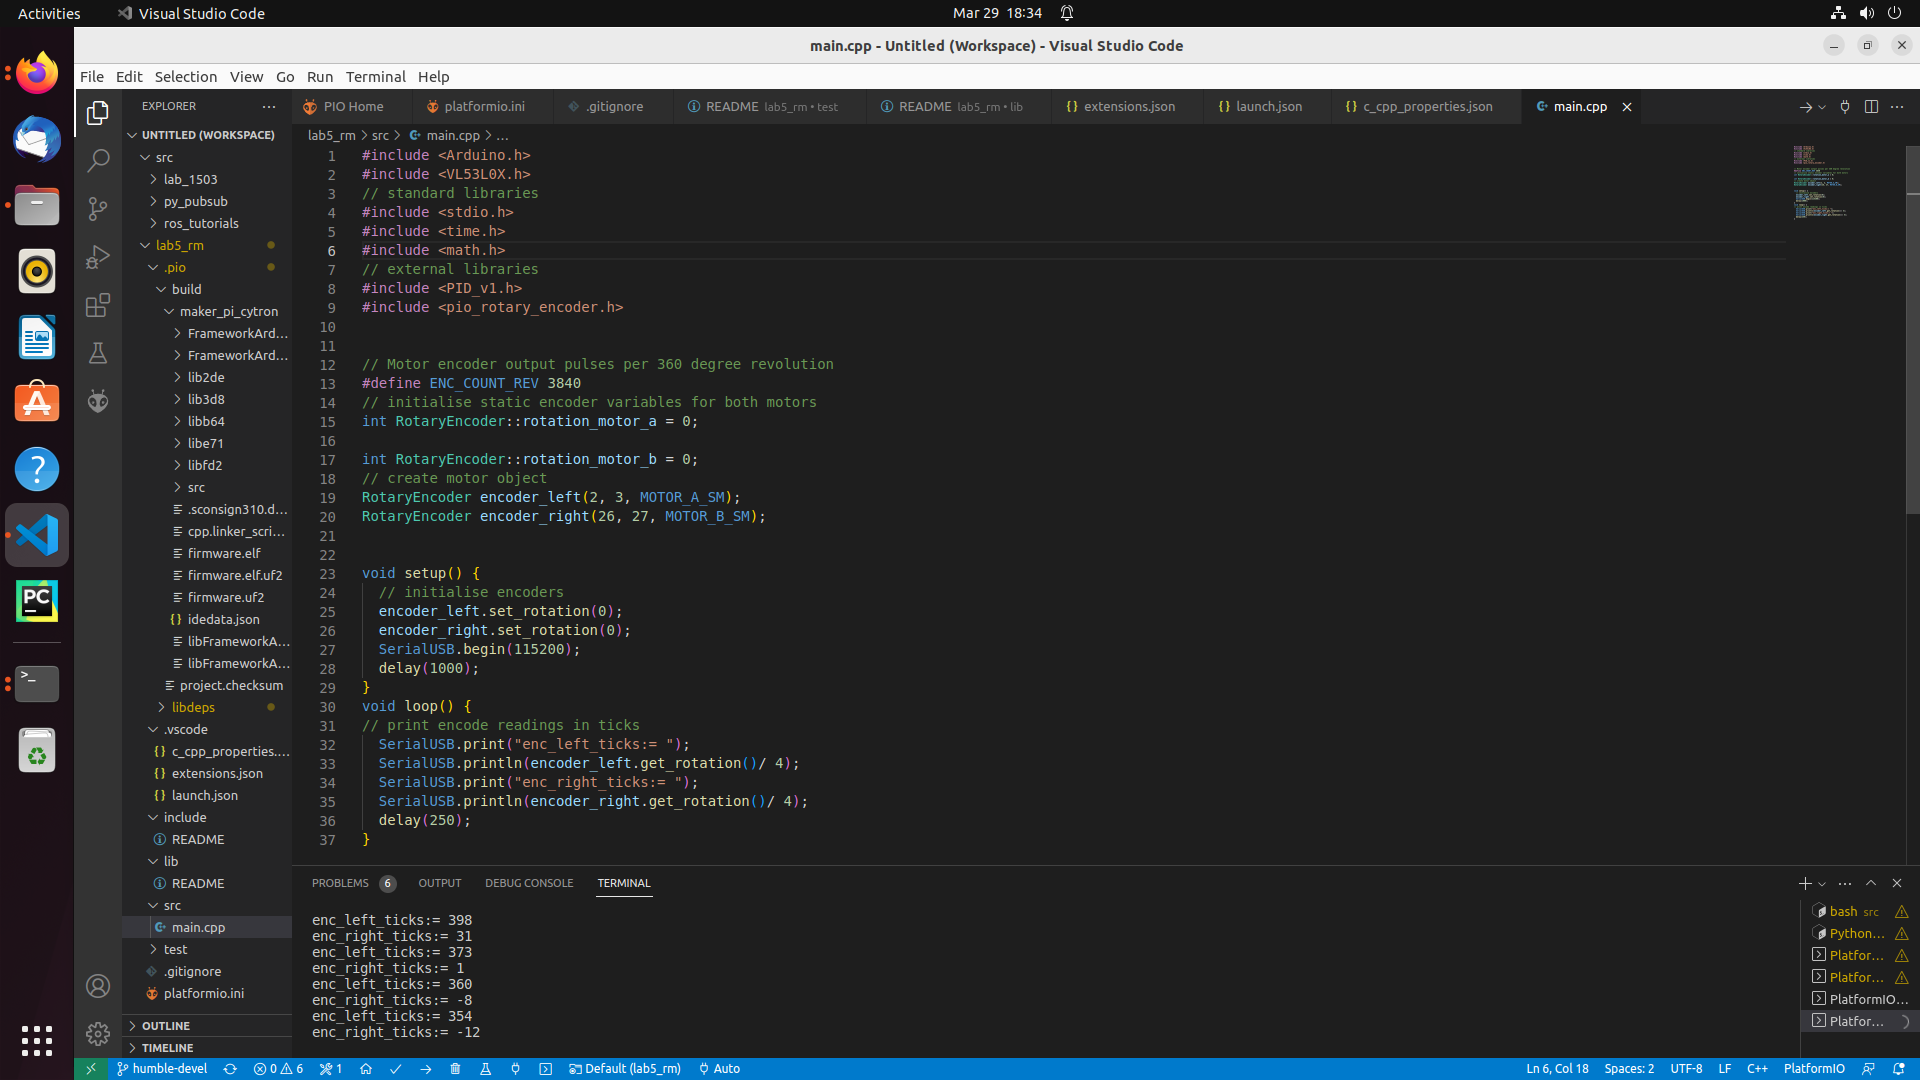 Activities
Visual Studio Code
Mar 29 18:34
main.cpp - Untitled (Workspace) - Visual Studio Code
File Edit Selection View Go Run Terminal Help
EXPLORER
UNTITLED (WORKSPACE)
src
lab_1503
py_pubsub
ros_tutorials
lab5_rm
.pio
build
maker_pi_cytron
FrameworkArd...
FrameworkArd...
lib2de
lib3d8
libb64
libe71
libfd2
src
.sconsign310.d...
cpp.linker_scri...
firmware.elf
firmware.elf.uf2
firmware.uf2
idedata.json
libFrameworkA...
libFrameworkA...
project.checksum
libdeps
.vscode
c_cpp_properties....
extensions.json
launch.json
include
README
lib
README
src
main.cpp
test
.gitignore
platformio.ini
OUTLINE
TIMELINE
PIO Home
platformio.ini
.gitignore
README lab5_rm • test
README lab5_rm • lib
extensions.json
launch.json
c_cpp_properties.json
main.cpp
lab5_rm > src > main.cpp > ...
1 #include <Arduino.h>
2 #include <VL53L0X.h>
3 // standard libraries
4 #include <stdio.h>
5 #include <time.h>
6 #include <math.h>
7 // external libraries
8 #include <PID_v1.h>
9 #include <pio_rotary_encoder.h>
10
11
12 // Motor encoder output pulses per 360 degree revolution
13 #define ENC_COUNT_REV 3840
14 // initialise static encoder variables for both motors
15 int RotaryEncoder::rotation_motor_a = 0;
16
17 int RotaryEncoder::rotation_motor_b = 0;
18 // create motor object
19 RotaryEncoder encoder_left(2, 3, MOTOR_A_SM);
20 RotaryEncoder encoder_right(26, 27, MOTOR_B_SM);
21
22
23 void setup() {
24 // initialise encoders
25 encoder_left.set_rotation(0);
26 encoder_right.set_rotation(0);
27 SerialUSB.begin(115200);
28 delay(1000);
29 }
30 void loop() {
31 // print encode readings in ticks
32 SerialUSB.print("enc_left_ticks:= ");
33 SerialUSB.println(encoder_left.get_rotation()/ 4);
34 SerialUSB.print("enc_right_ticks:= ");
35 SerialUSB.println(encoder_right.get_rotation()/ 4);
36 delay(250);
37 }
PROBLEMS 6 OUTPUT DEBUG CONSOLE TERMINAL
enc_left_ticks:= 398
enc_right_ticks:= 31
enc_left_ticks:= 373
enc_right_ticks:= 1
enc_left_ticks:= 360
enc_right_ticks:= -8
enc_left_ticks:= 354
enc_right_ticks:= -12
bash src
Python...
Platfor...
Platfor...
PlatformIO...
Platfor...
humble-devel 0 6 1 Default (lab5_rm) Auto
Ln 6, Col 18 Spaces: 2 UTF-8 LF C++ PlatformIO